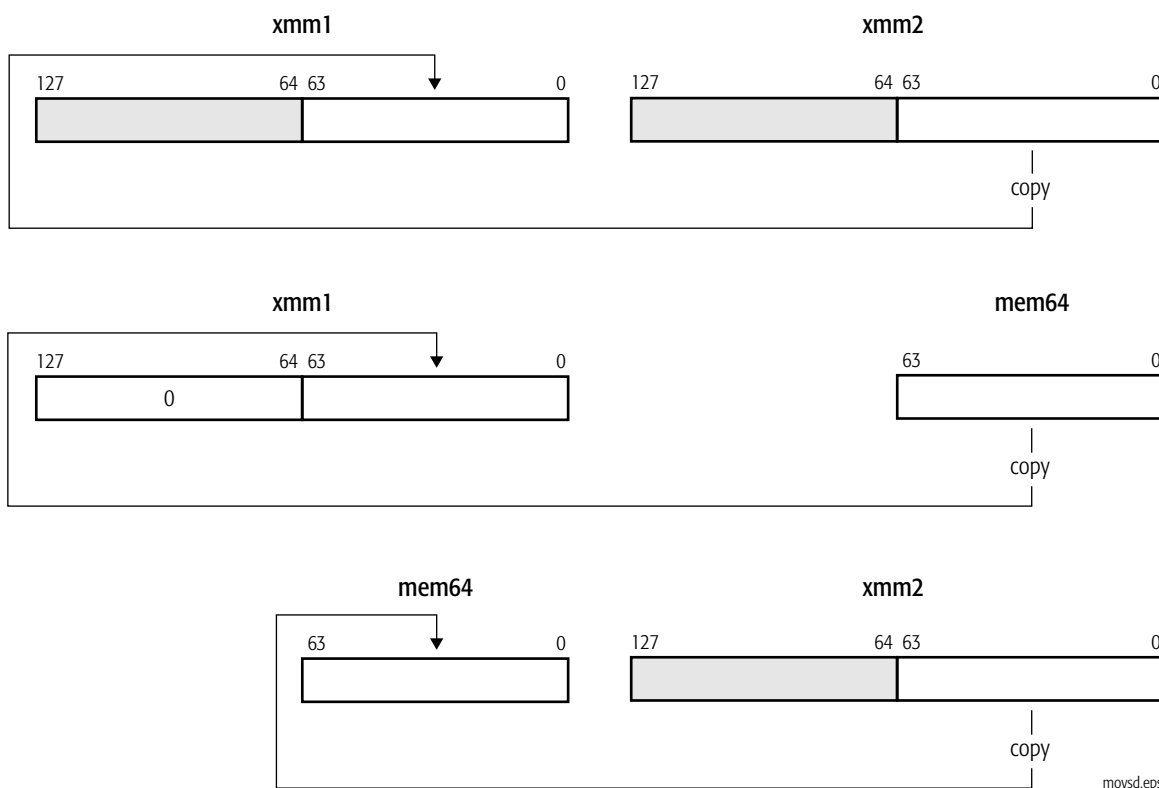 xmm1 xmm2
127 64 63 0 127 64 63 0
copy
xmm1 mem64
127 64 63 0 63 0
0
copy
mem64 xmm2
63 0 127 64 63 0
copy
movsd.eps